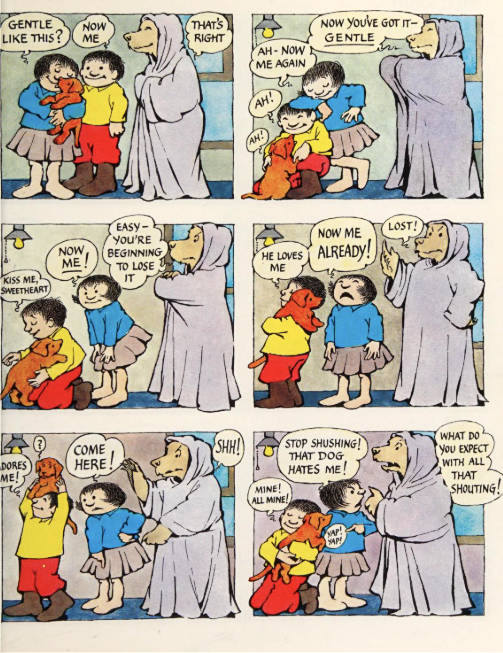 GENTLE
LIKE THIS?
NOW
ME
THAT'S
RIGHT
NOW YOU'VE GOT IT-
GENTLE
AH-NOW
ME AGAIN
AH!
AH!
EASY-
YOU'RE
BEGINNING
TO LOSE
IT
NOW
ME!
KISS ME,
SWEETHEART
LOST!
NOW ME
ALREADY!
HE LOVES
ME
?
ADORES
ME!
COME
HERE!
SHH!
STOP SHUSHING!
THAT DOG
HATES ME!
WHAT DO
YOU EXPECT
WITH ALL
THAT
SHOUTING!
MINE!
ALL MINE!
YAP!
YAP!